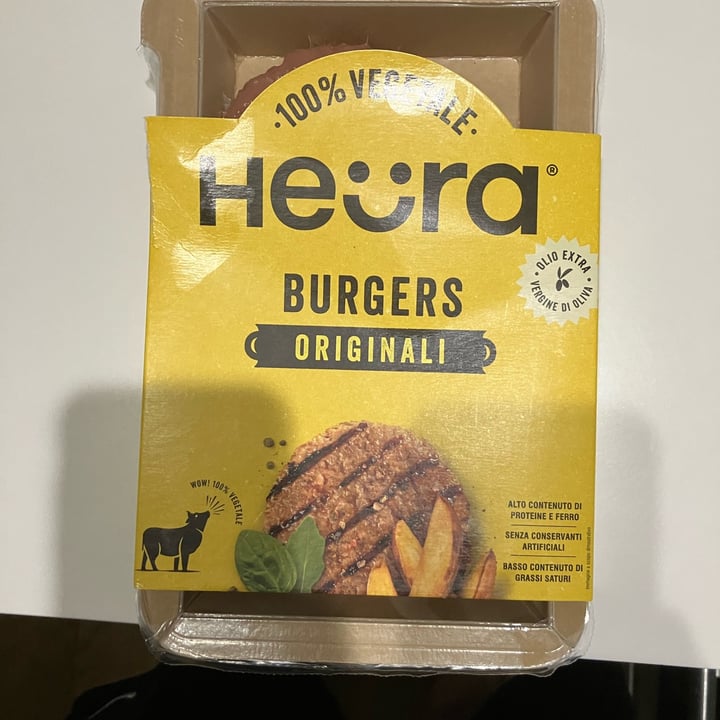 ·100% VEGETALE·
Heüra®
BURGERS
ORIGINALI
· OLIO EXTRA ·
VERGINE DI OLIVA
WOW! 100% VEGETALE
ALTO CONTENUTO DI
PROTEINE E FERRO
SENZA CONSERVANTI
ARTIFICIALI
BASSO CONTENUTO DI
GRASSI SATURI